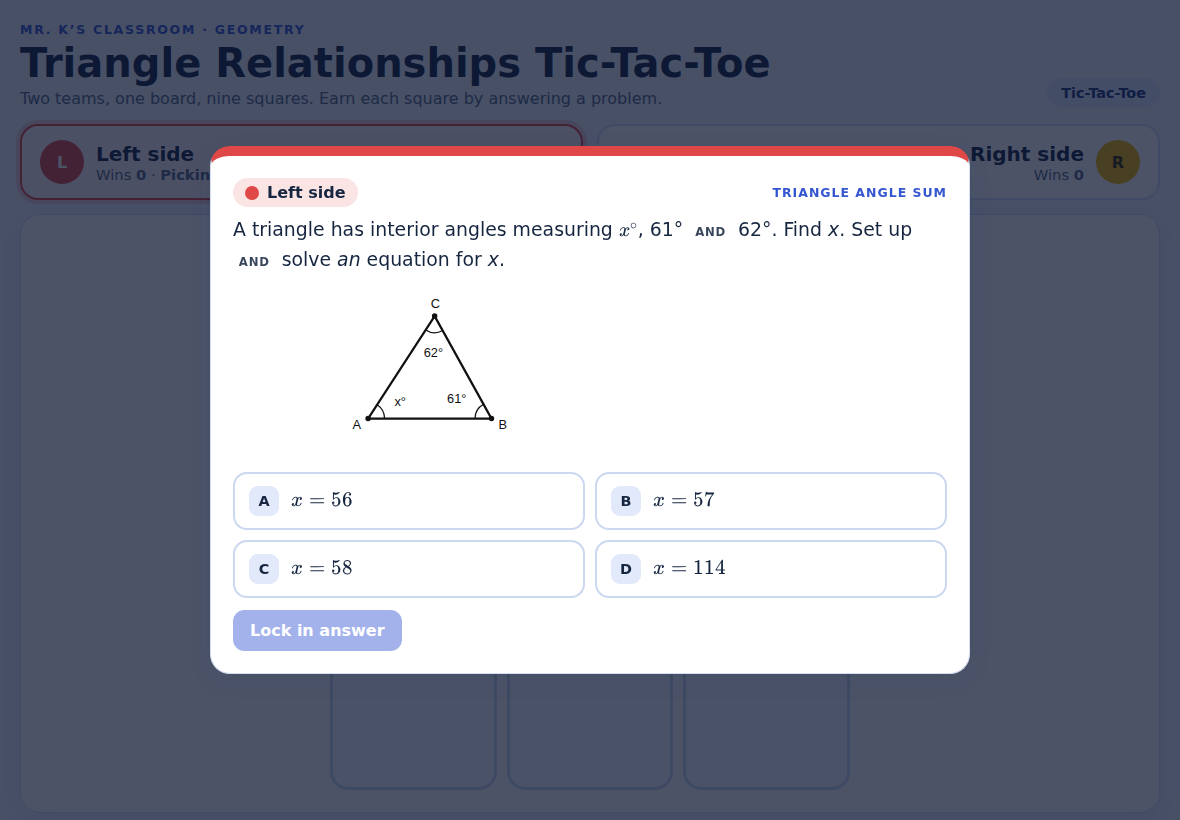 MR. K’S CLASSROOM · GEOMETRY
Triangle Relationships Tic-Tac-Toe
Two teams, one board, nine squares. Earn each square by answering a problem.
Tic-Tac-Toe
L
Left side
Wins 0 · Pickin
Right side
Wins 0
R
Left side
TRIANGLE ANGLE SUM
A triangle has interior angles measuring x°, 61° AND 62°. Find x. Set up
AND solve an equation for x.
C
62°
x°
61°
A
B
A x = 56
B x = 57
C x = 58
D x = 114
Lock in answer